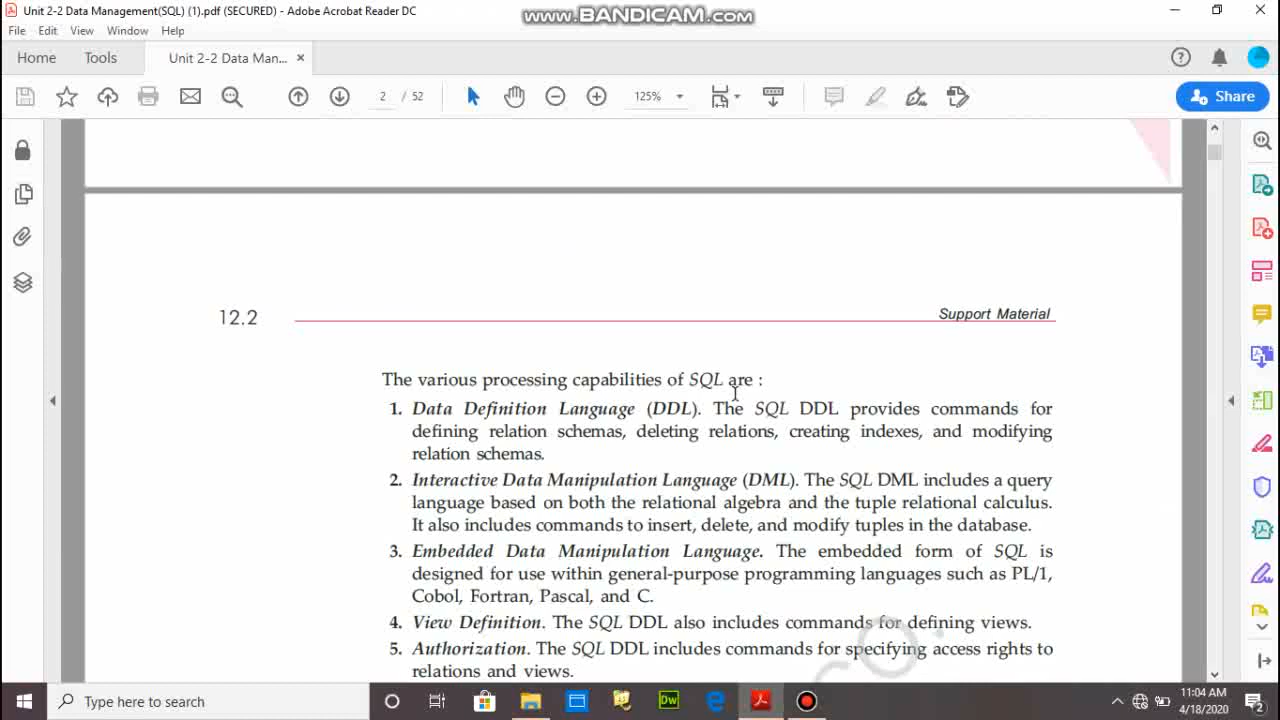 Unit 2-2 Data Management(SQL) (1).pdf (SECURED) - Adobe Acrobat Reader DC
www.BANDICAM.com
File Edit View Window Help
Home Tools Unit 2-2 Data Man... ×
2 / 52 125% Share
12.2 Support Material
The various processing capabilities of SQL are :
1. Data Definition Language (DDL). The SQL DDL provides commands for
defining relation schemas, deleting relations, creating indexes, and modifying
relation schemas.
2. Interactive Data Manipulation Language (DML). The SQL DML includes a query
language based on both the relational algebra and the tuple relational calculus.
It also includes commands to insert, delete, and modify tuples in the database.
3. Embedded Data Manipulation Language. The embedded form of SQL is
designed for use within general-purpose programming languages such as PL/1,
Cobol, Fortran, Pascal, and C.
4. View Definition. The SQL DDL also includes commands for defining views.
5. Authorization. The SQL DDL includes commands for specifying access rights to
relations and views.
Type here to search
Dw
11:04 AM
4/18/2020
2